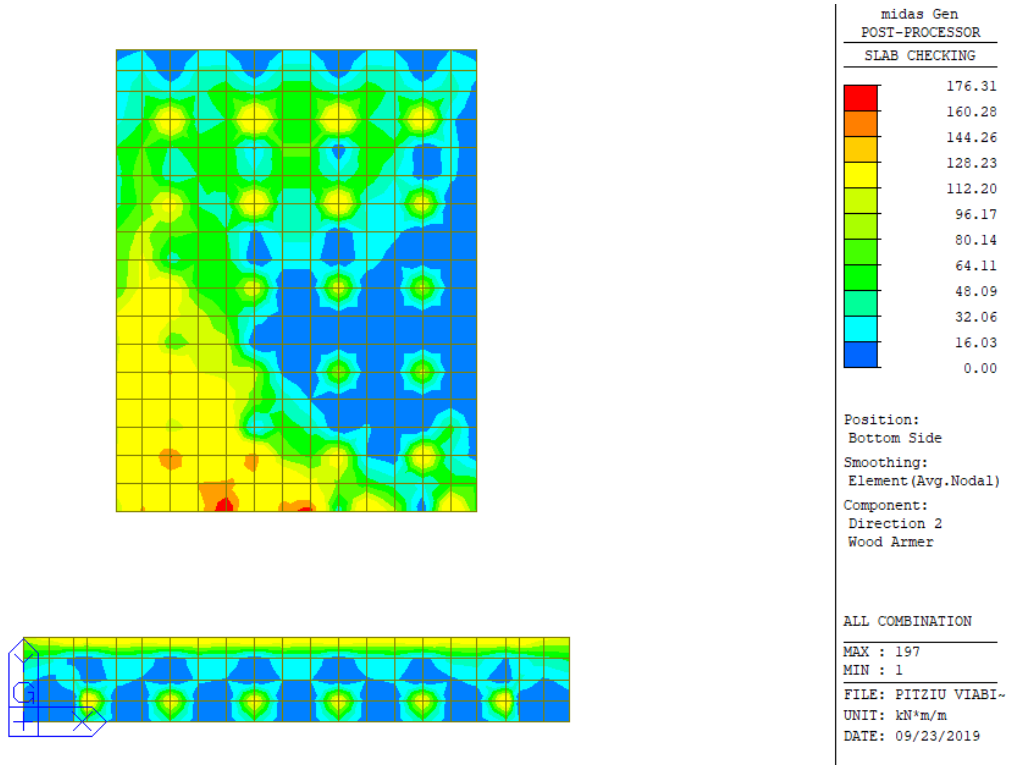 midas Gen
POST-PROCESSOR
SLAB CHECKING
176.31
160.28
144.26
128.23
112.20
96.17
80.14
64.11
48.09
32.06
16.03
0.00
Position:
Bottom Side
Smoothing:
Element(Avg.Nodal)
Component:
Direction 2
Wood Armer
ALL COMBINATION
MAX : 197
MIN : 1
FILE: PITZIU VIABI~
UNIT: kN*m/m
DATE: 09/23/2019
Y
G
X